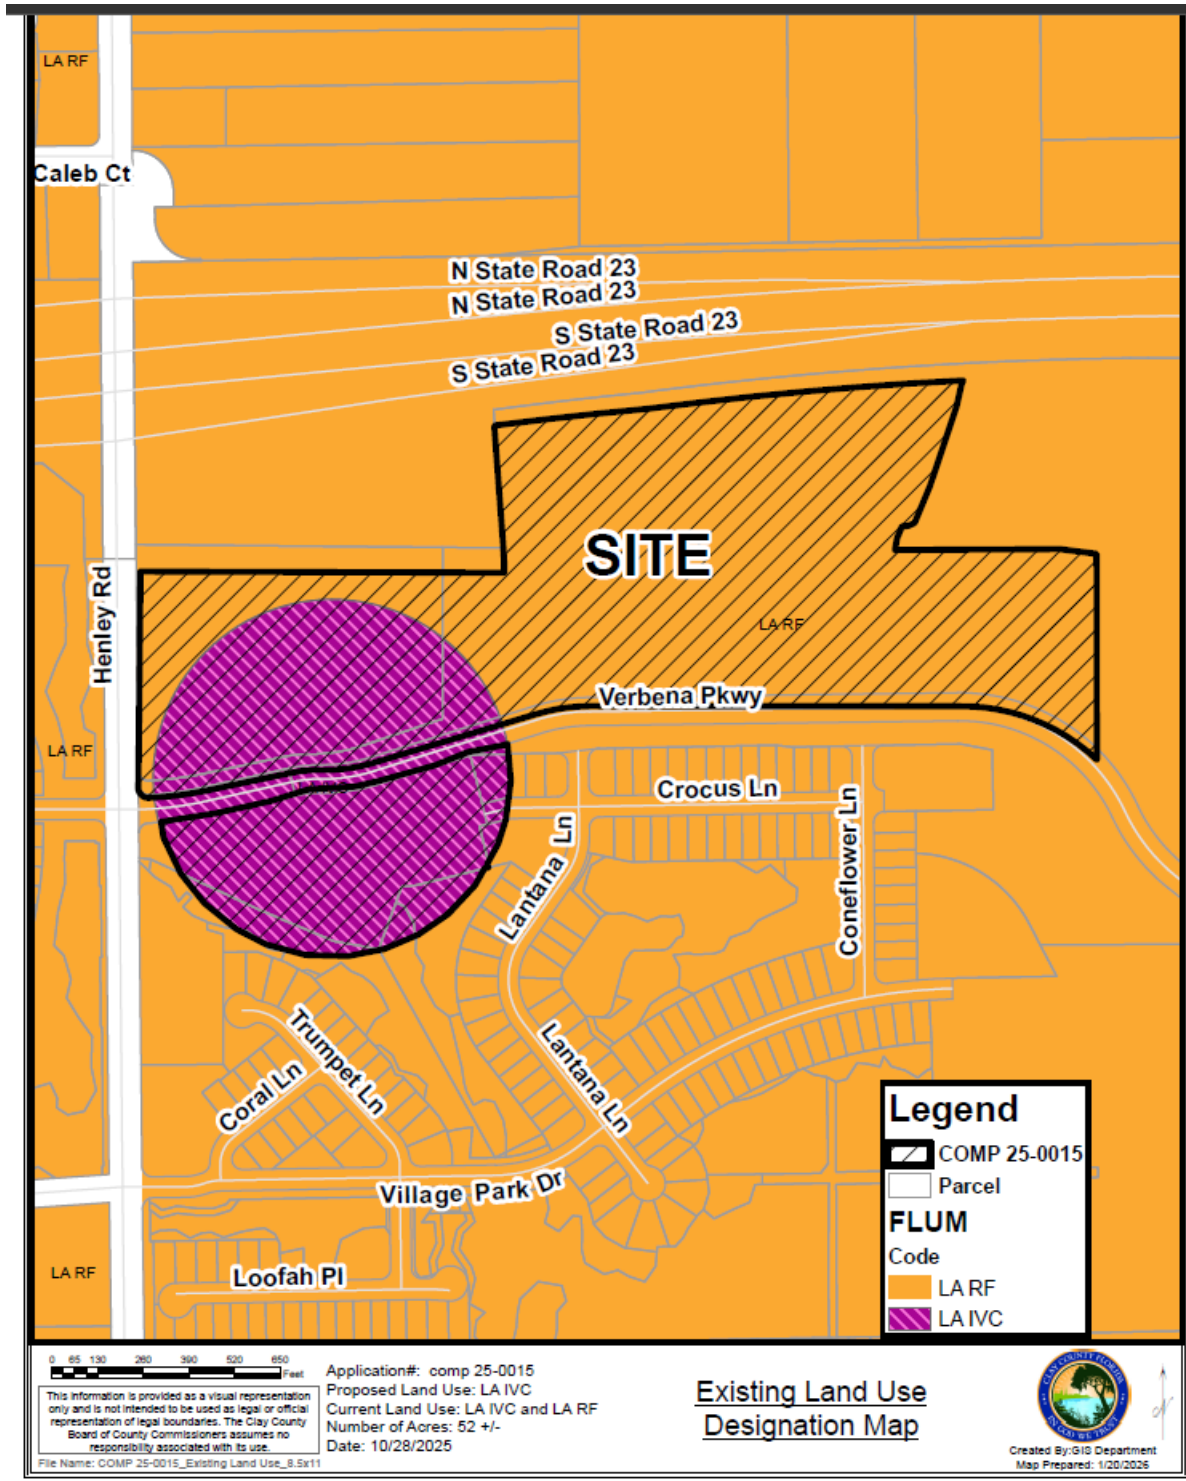 LA RF
Caleb Ct
N State Road 23
N State Road 23
S State Road 23
S State Road 23
SITE
Henley Rd
LA RF
Verbena Pkwy
LA RF
Crocus Ln
Lantana Ln
Coneflower Ln
Trumpet Ln
Coral Ln
Lantana Ln
Village Park Dr
LA RF
Loofah Pl
Legend
COMP 25-0015
Parcel
FLUM
Code
LA RF
LA IVC
0 65 130 260 390 520 650
Feet
This information is provided as a visual representation
only and is not intended to be used as legal or official
representation of legal boundaries. The Clay County
Board of County Commissioners assumes no
responsibility associated with its use.
File Name: COMP 25-0015_Existing Land Use_8.5x11
Application#: comp 25-0015
Proposed Land Use: LA IVC
Current Land Use: LA IVC and LA RF
Number of Acres: 52 +/-
Date: 10/28/2025
Existing Land Use
Designation Map
CLAY COUNTY FLORIDA
IN GOD WE TRUST
N
Created By:GIS Department
Map Prepared: 1/20/2026